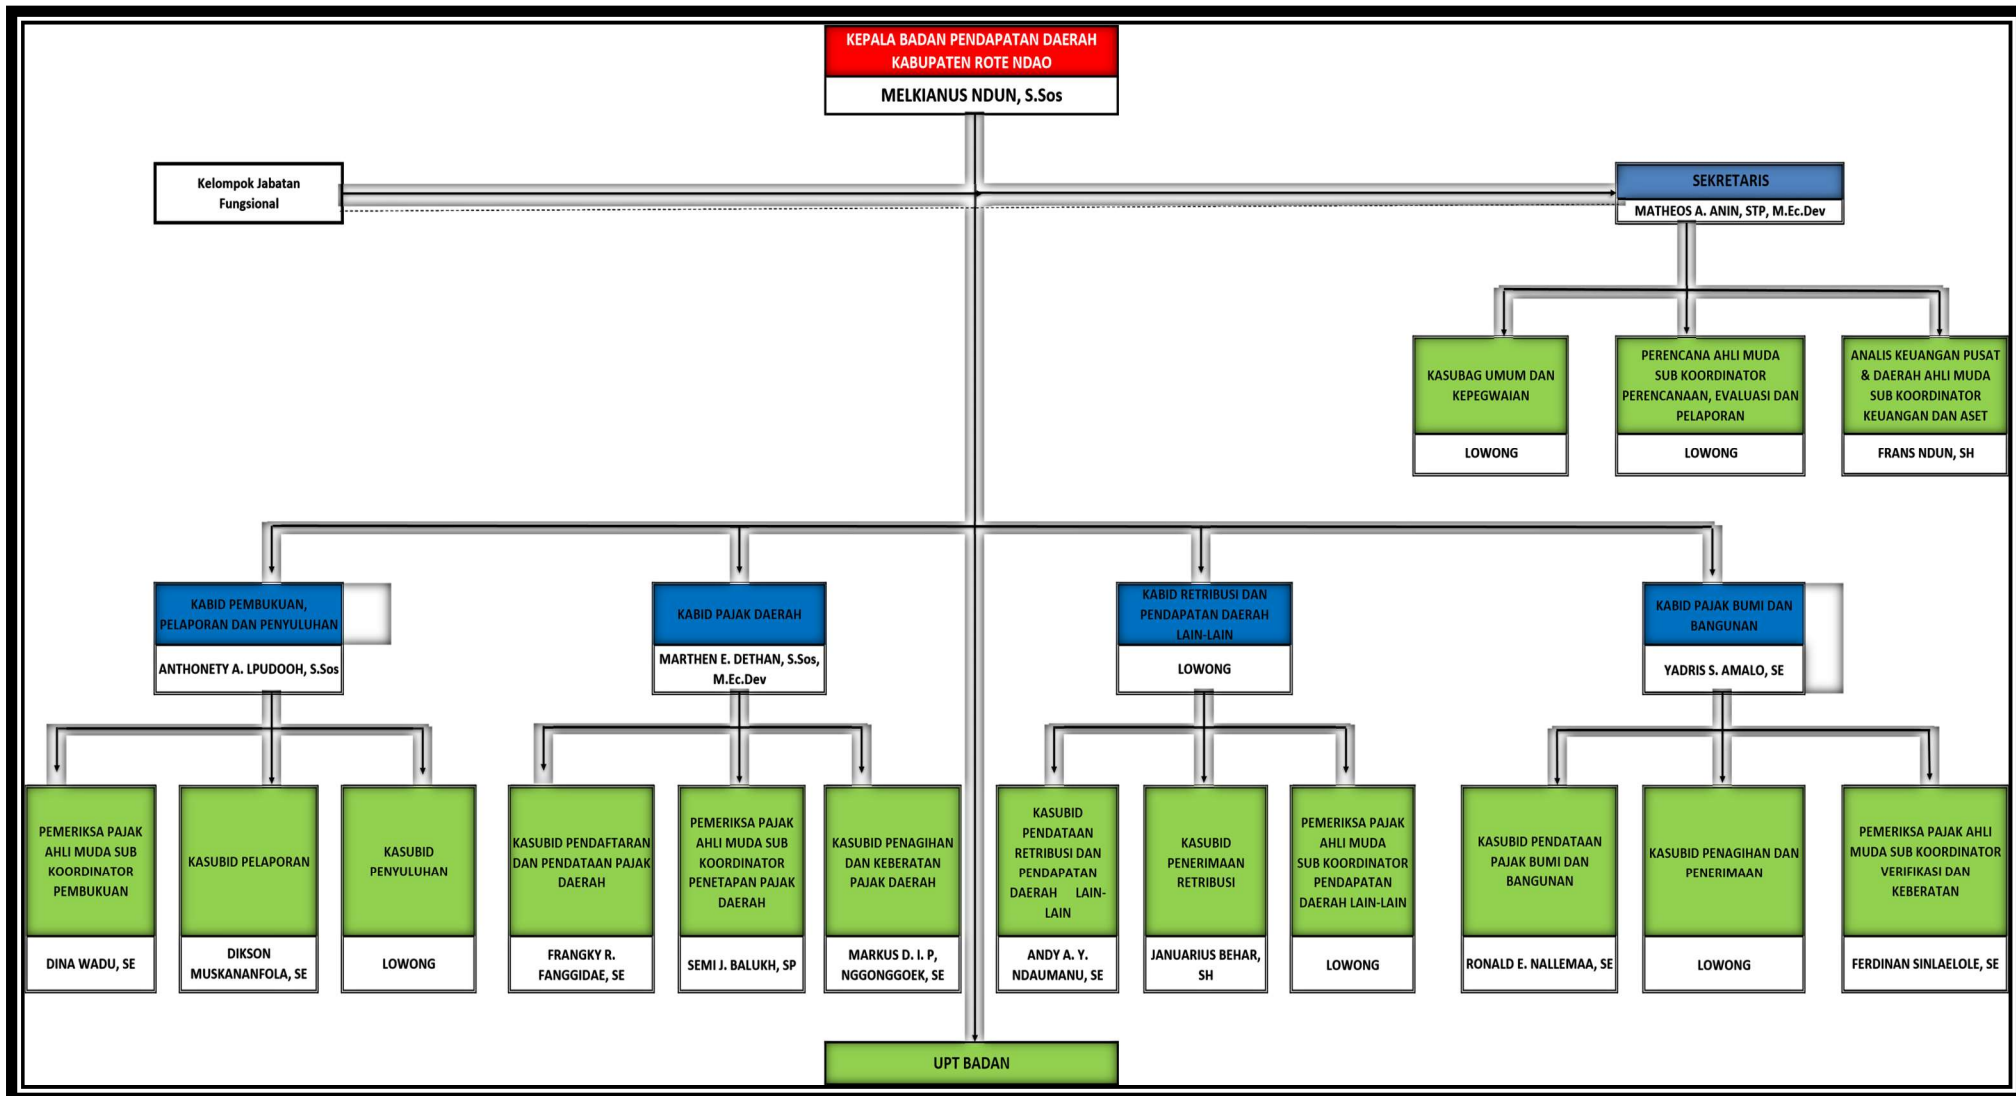 KEPALA BADAN PENDAPATAN DAERAH
KABUPATEN ROTE NDAO
MELKIANUS NDUN, S.Sos
Kelompok Jabatan
Fungsional
SEKRETARIS
MATHEOS A. ANIN, STP, M.Ec.Dev
KASUBAG UMUM DAN
KEPEGWAIAN
LOWONG
PERENCANA AHLI MUDA
SUB KOORDINATOR
PERENCANAAN, EVALUASI DAN
PELAPORAN
LOWONG
ANALIS KEUANGAN PUSAT
& DAERAH AHLI MUDA
SUB KOORDINATOR
KEUANGAN DAN ASET
FRANS NDUN, SH
KABID PEMBUKUAN,
PELAPORAN DAN PENYULUHAN
ANTHONETY A. LPUDOOH, S.Sos
KABID PAJAK DAERAH
MARTHEN E. DETHAN, S.Sos,
M.Ec.Dev
KABID RETRIBUSI DAN
PENDAPATAN DAERAH
LAIN-LAIN
LOWONG
KABID PAJAK BUMI DAN
BANGUNAN
YADRIS S. AMALO, SE
PEMERIKSA PAJAK
AHLI MUDA SUB
KOORDINATOR
PEMBUKUAN
DINA WADU, SE
KASUBID PELAPORAN
DIKSON
MUSKANANFOLA, SE
KASUBID
PENYULUHAN
LOWONG
KASUBID PENDAFTARAN
DAN PENDATAAN PAJAK
DAERAH
FRANGKY R.
FANGGIDAE, SE
PEMERIKSA PAJAK
AHLI MUDA SUB
KOORDINATOR
PENETAPAN PAJAK
DAERAH
SEMI J. BALUKH, SP
KASUBID PENAGIHAN
DAN KEBERATAN
PAJAK DAERAH
MARKUS D. I. P,
NGGONGGOEK, SE
KASUBID
PENDATAAN
RETRIBUSI DAN
PENDAPATAN
DAERAH LAIN-
LAIN
ANDY A. Y.
NDAUMANU, SE
KASUBID
PENERIMAAN
RETRIBUSI
JANUARIUS BEHAR,
SH
PEMERIKSA PAJAK
AHLI MUDA
SUB KOORDINATOR
PENDAPATAN
DAERAH LAIN-LAIN
LOWONG
KASUBID PENDATAAN
PAJAK BUMI DAN
BANGUNAN
RONALD E. NALLEMAA, SE
KASUBID PENAGIHAN DAN
PENERIMAAN
LOWONG
PEMERIKSA PAJAK AHLI
MUDA SUB KOORDINATOR
VERIFIKASI DAN
KEBERATAN
FERDINAN SINLAELOLE, SE
UPT BADAN